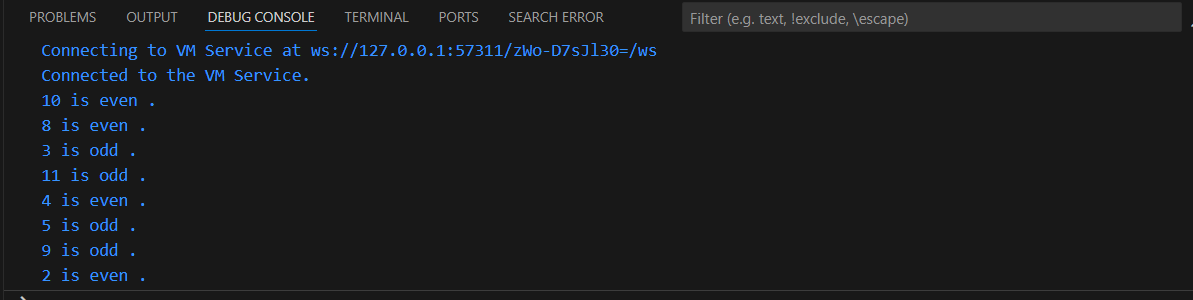 PROBLEMS OUTPUT DEBUG CONSOLE TERMINAL PORTS SEARCH ERROR Filter (e.g. text, !exclude, \escape)
Connecting to VM Service at ws://127.0.0.1:57311/zWo-D7sJl30=/ws
Connected to the VM Service.
10 is even .
8 is even .
3 is odd .
11 is odd .
4 is even .
5 is odd .
9 is odd .
2 is even .